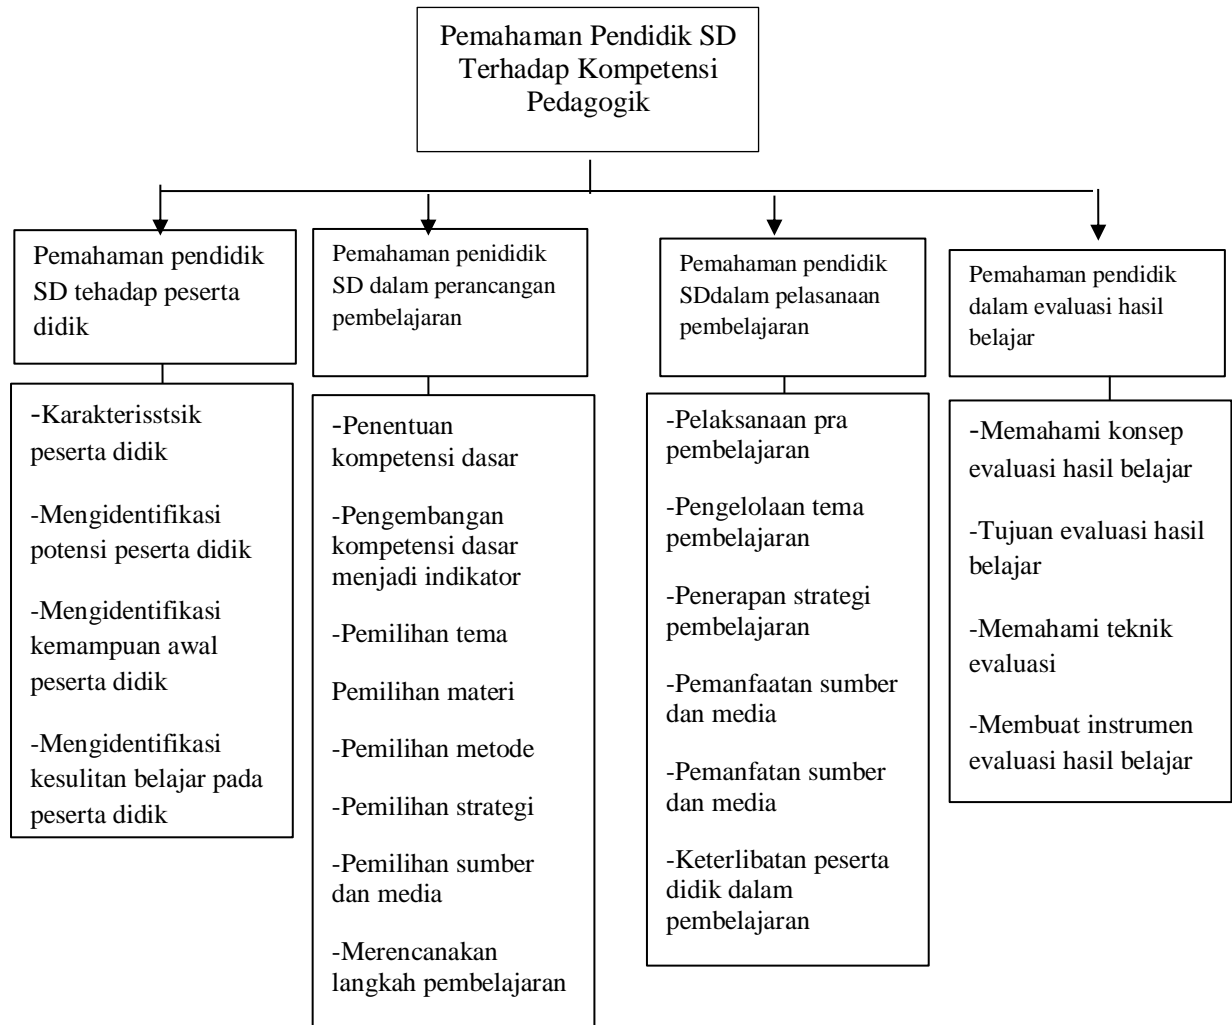 Pemahaman Pendidik SD
Terhadap Kompetensi
Pedagogik
Pemahaman pendidik
SD tehadap peserta
didik
-Karakterisstsik
peserta didik
-Mengidentifikasi
potensi peserta didik
-Mengidentifikasi
kemampuan awal
peserta didik
-Mengidentifikasi
kesulitan belajar pada
peserta didik
Pemahaman penididik
SD dalam perancangan
pembelajaran
-Penentuan
kompetensi dasar
-Pengembangan
kompetensi dasar
menjadi indikator
-Pemilihan tema
Pemilihan materi
-Pemilihan metode
-Pemilihan strategi
-Pemilihan sumber
dan media
-Merencanakan
langkah pembelajaran
Pemahaman pendidik
SDdalam pelasanaan
pembelajaran
-Pelaksanaan pra
pembelajaran
-Pengelolaan tema
pembelajaran
-Penerapan strategi
pembelajaran
-Pemanfaatan sumber
dan media
-Pemanfatan sumber
dan media
-Keterlibatan peserta
didik dalam
pembelajaran
Pemahaman pendidik
dalam evaluasi hasil
belajar
-Memahami konsep
evaluasi hasil belajar
-Tujuan evaluasi hasil
belajar
-Memahami teknik
evaluasi
-Membuat instrumen
evaluasi hasil belajar